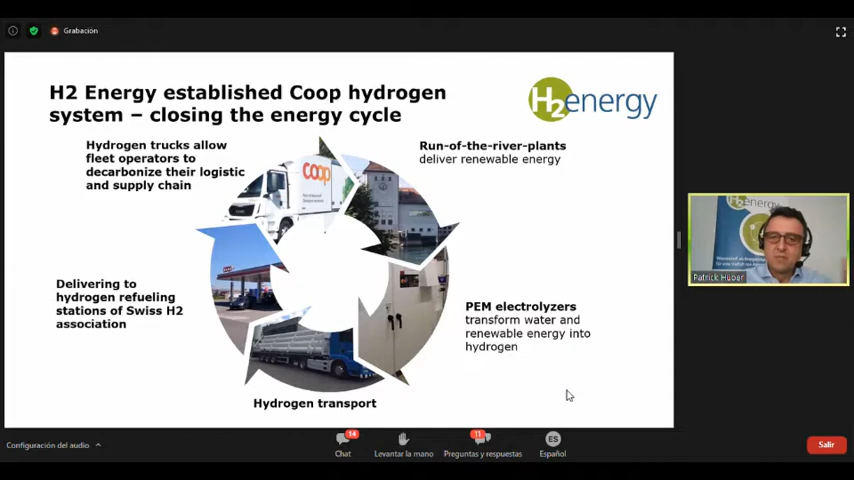 Grabación
H2 Energy established Coop hydrogen
system – closing the energy cycle
H2energy
Hydrogen trucks allow
fleet operators to
decarbonize their logistic
and supply chain
coop
Run-of-the-river-plants
deliver renewable energy
H2energy
Patrick Huber
Delivering to
hydrogen refueling
stations of Swiss H2
association
PEM electrolyzers
transform water and
renewable energy into
hydrogen
Hydrogen transport
Configuración del audio
14
Chat
Levantar la mano
11
Preguntas y respuestas
ES
Español
Salir